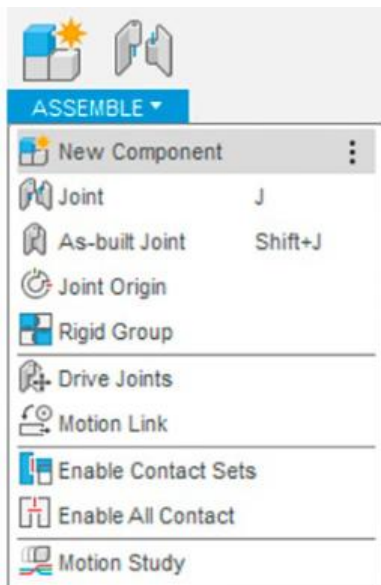 ASSEMBLE
New Component
Joint J
As-built Joint Shift+J
Joint Origin
Rigid Group
Drive Joints
Motion Link
Enable Contact Sets
Enable All Contact
Motion Study